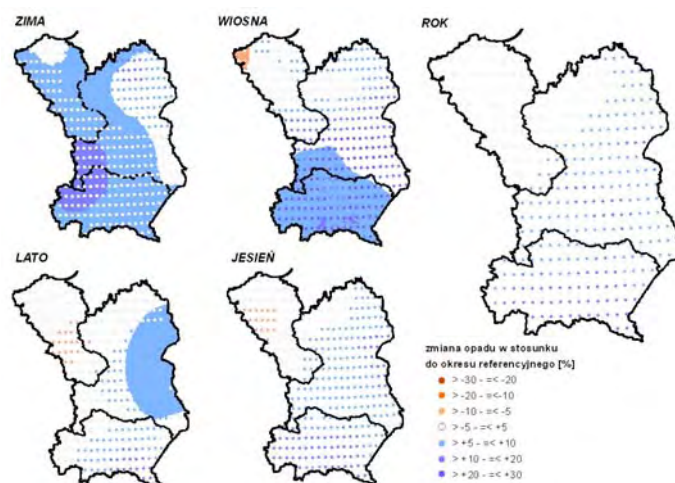 ZIMA
WIOSNA
ROK
LATO
JESIEŃ
zmiana opadu w stosunku
do okresu referencyjnego [%]
> -30 - =< -20
> -20 - =<-10
> -10 - =< -5
> -5 - =< +5
> +5 - =< +10
> +10 - =< +20
> +20 - =< +30